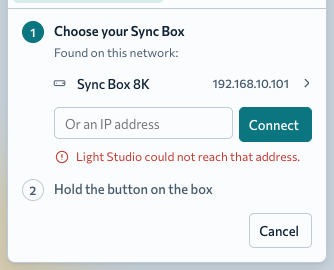 1 Choose your Sync Box
Found on this network:
Sync Box 8K 192.168.10.101
Or an IP address Connect
Light Studio could not reach that address.
2 Hold the button on the box
Cancel